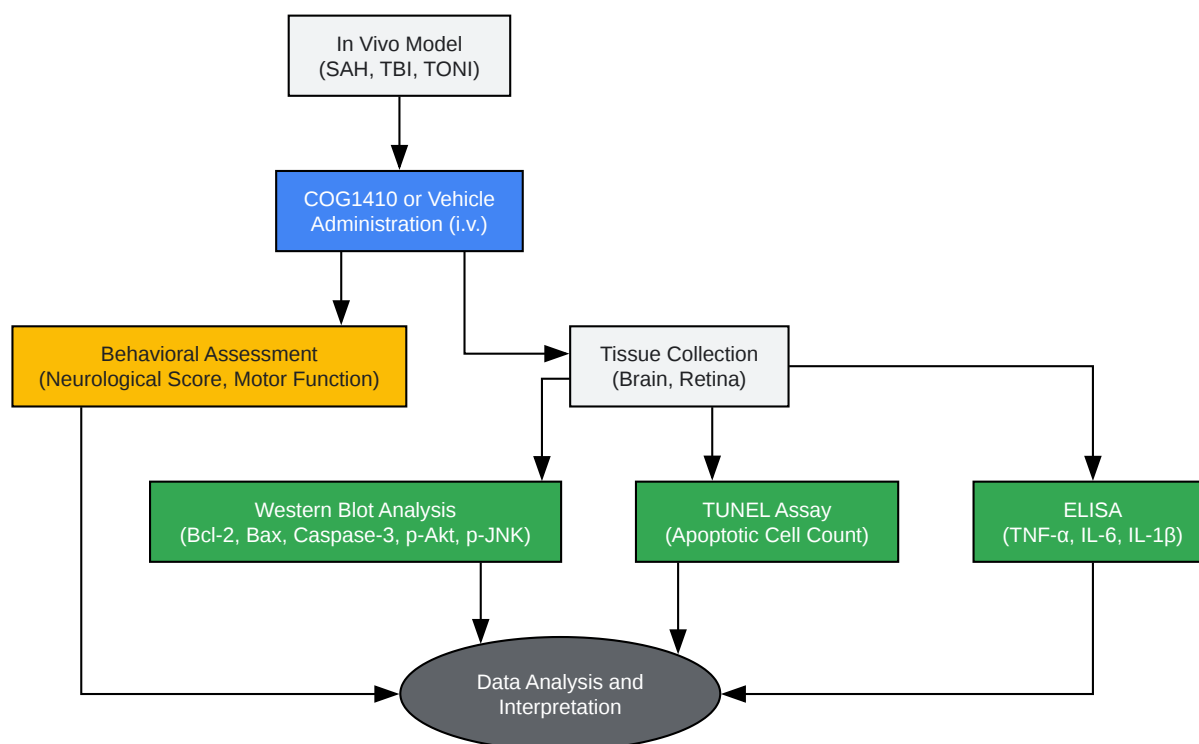 In Vivo Model
(SAH, TBI, TONI)
COG1410 or Vehicle
Administration (i.v.)
Behavioral Assessment
(Neurological Score, Motor Function)
Tissue Collection
(Brain, Retina)
Western Blot Analysis
(Bcl-2, Bax, Caspase-3, p-Akt, p-JNK)
TUNEL Assay
(Apoptotic Cell Count)
ELISA
(TNF-α, IL-6, IL-1β)
Data Analysis and
Interpretation